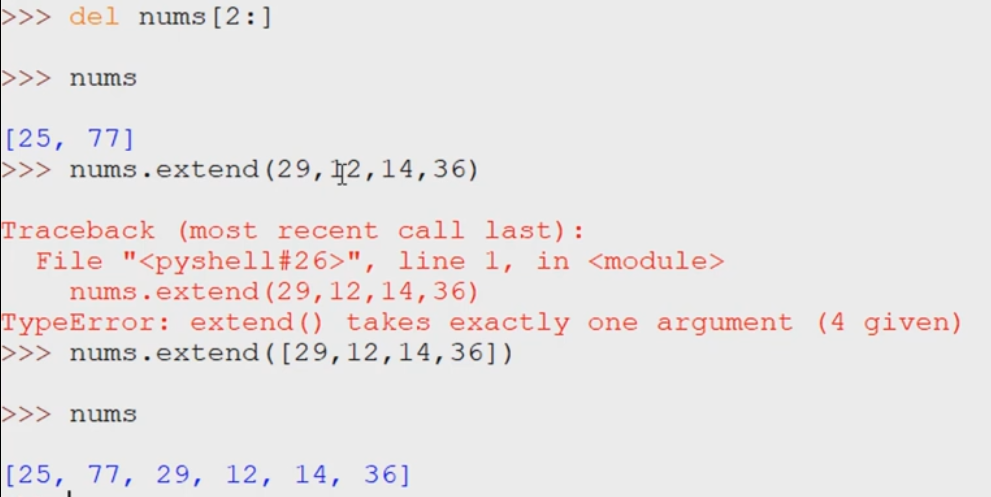 >>> del nums[2:]
>>> nums
[25, 77]
>>> nums.extend(29,12,14,36)
Traceback (most recent call last):
  File "<pyshell#26>", line 1, in <module>
    nums.extend(29,12,14,36)
TypeError: extend() takes exactly one argument (4 given)
>>> nums.extend([29,12,14,36])
>>> nums
[25, 77, 29, 12, 14, 36]